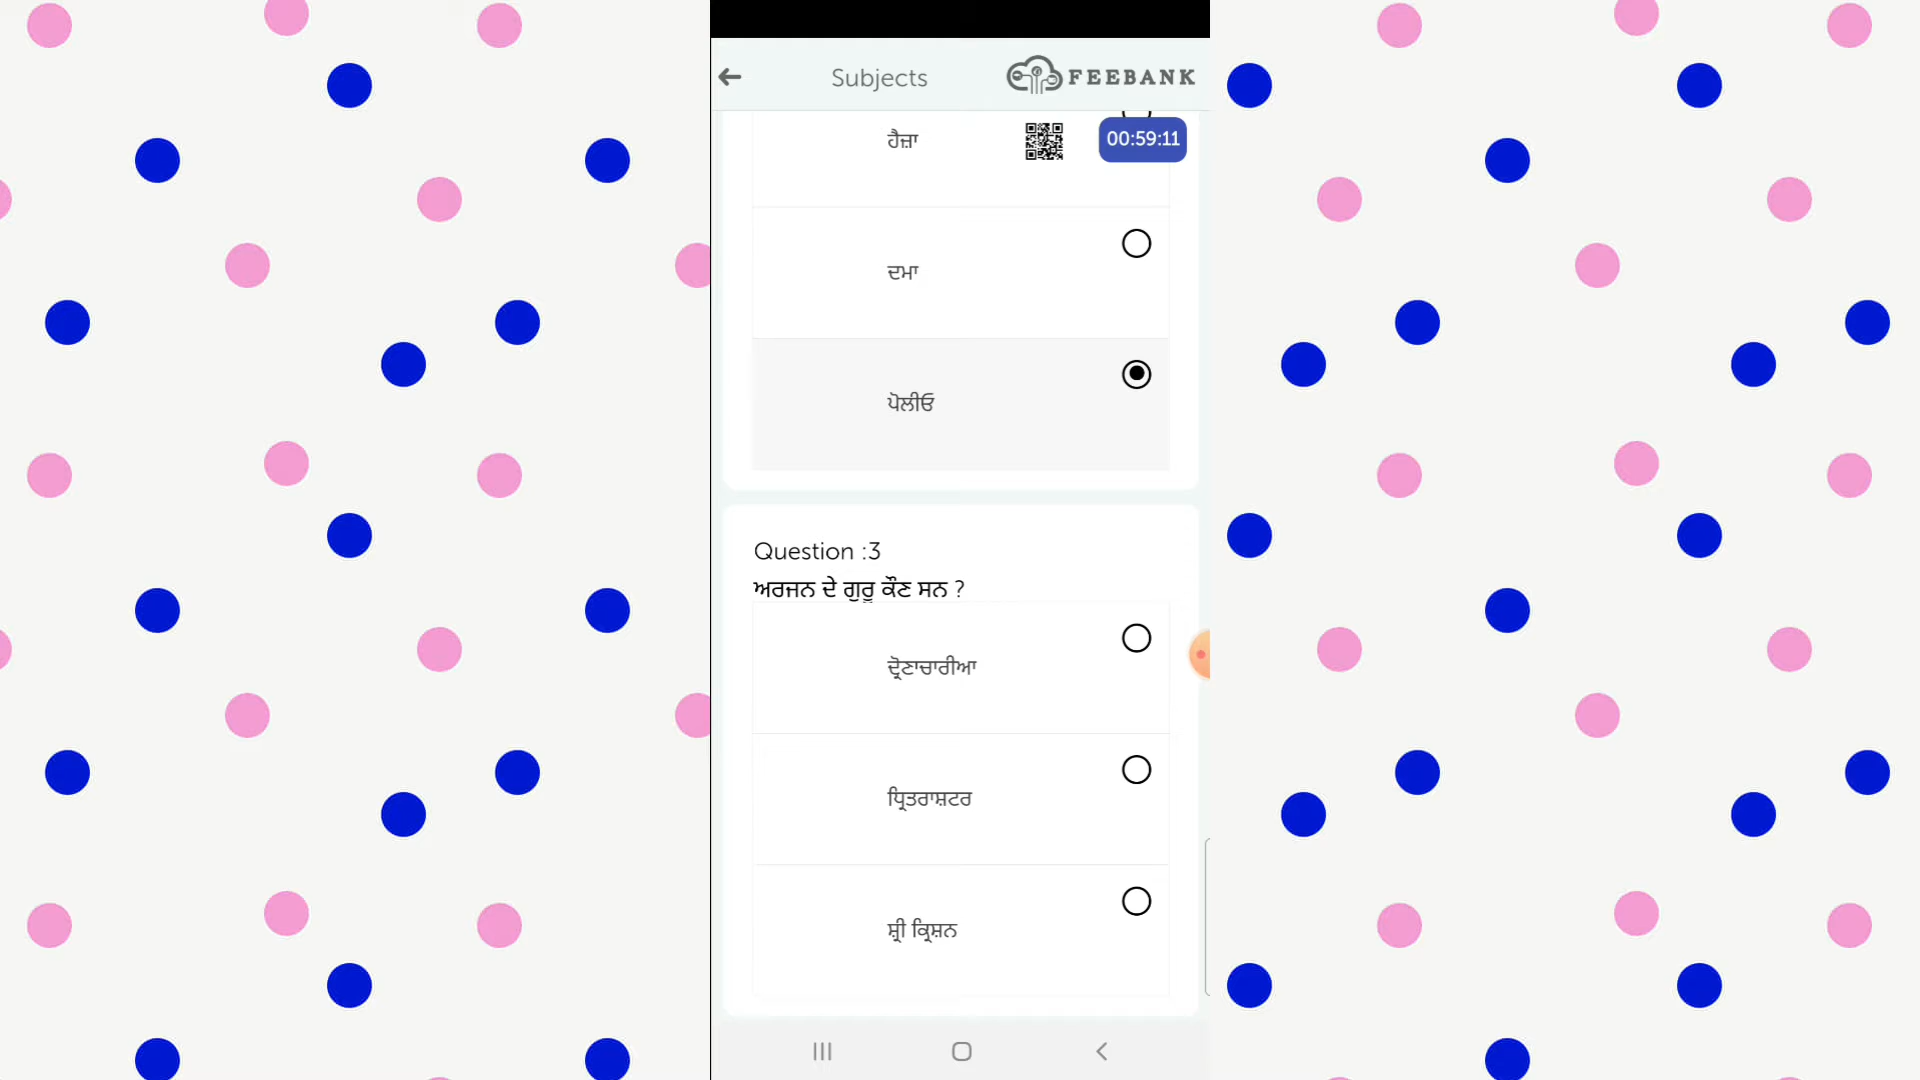 Subjects
FEEBANK
ਹੈਜ਼ਾ
00:59:11
ਦਮਾ
ਪੋਲੀਓ
Question :3
ਅਰਜਨ ਦੇ ਗੁਰੂ ਕੌਣ ਸਨ ?
ਦ੍ਰੋਣਾਚਾਰੀਆ
ਧ੍ਰਿਤਰਾਸ਼ਟਰ
ਸ਼੍ਰੀ ਕ੍ਰਿਸ਼ਨ